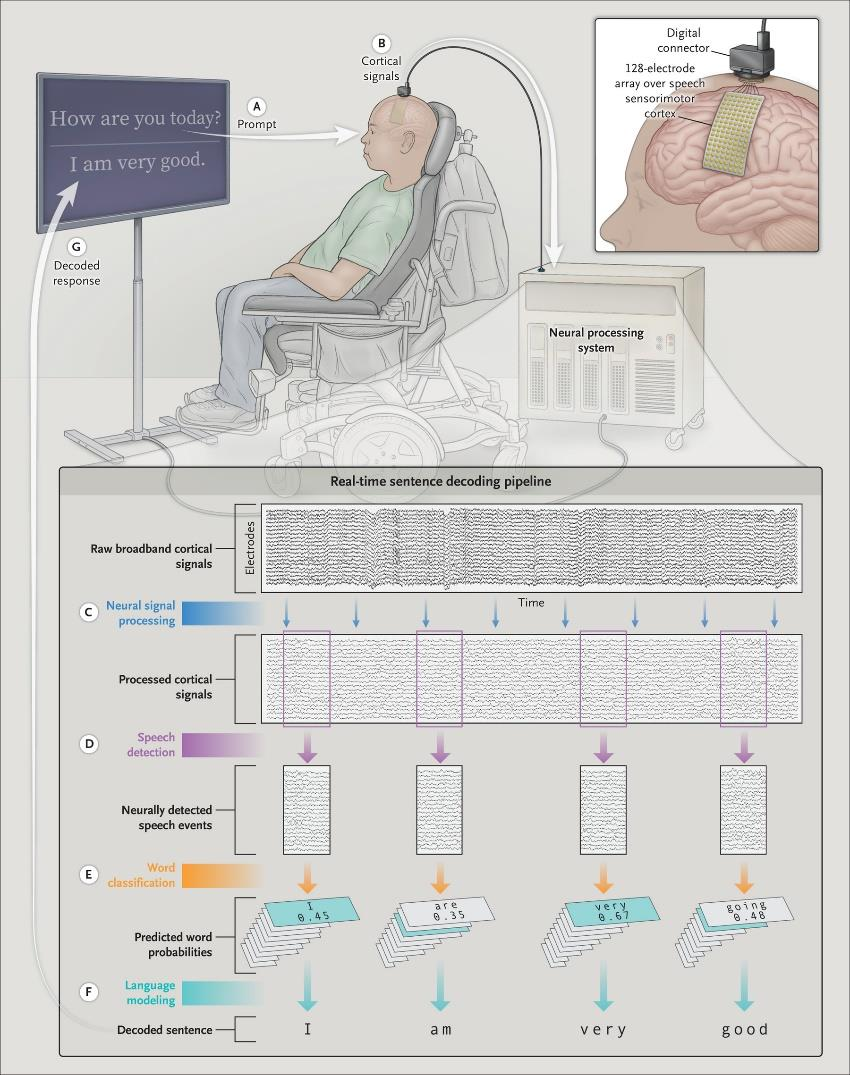 B
Cortical
signals
A
Prompt
How are you today?
I am very good.
G
Decoded
response
Digital
connector
128-electrode
array over speech
sensorimotor
cortex
Neural processing
system
Real-time sentence decoding pipeline
Raw broadband cortical
signals
Electrodes
Time
C
Neural signal
processing
Processed cortical
signals
D
Speech
detection
Neurally detected
speech events
E
Word
classification
Predicted word
probabilities
I are very going
0.45 0.35 0.67 0.48
F
Language
modeling
Decoded sentence
I am very good